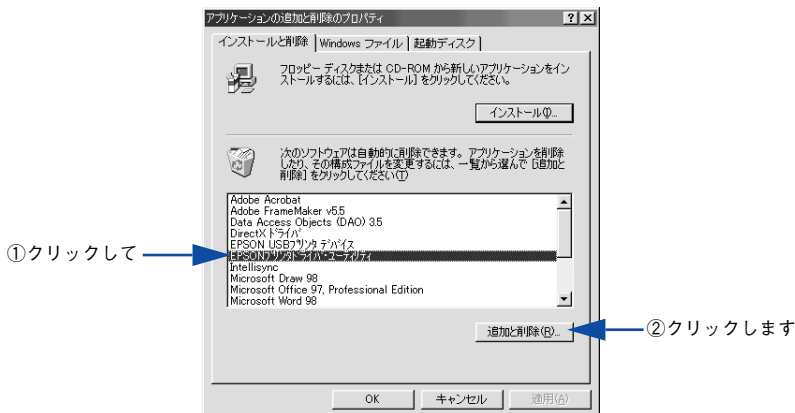 アプリケーションの追加と削除のプロパティ
インストールと削除 Windows ファイル 起動ディスク
フロッピー ディスクまたは CD-ROM から新しいアプリケーションをイン
ストールするには、[インストール] をクリックしてください。
インストール(I)...
次のソフトウェアは自動的に削除できます。アプリケーションを削除
したり、その構成ファイルを変更するには、一覧から選んで [追加と
削除] をクリックしてください(T)
Adobe Acrobat
Adobe FrameMaker v5.5
Data Access Objects (DAO) 3.5
DirectX ドライバ
EPSON USBプリンタ デバイス
①クリックして
EPSONプリンタドライバ・ユーティリティ
Intellisync
Microsoft Draw 98
Microsoft Office 97, Professional Edition
Microsoft Word 98
追加と削除(R)...
②クリックします
OK キャンセル 適用(A)